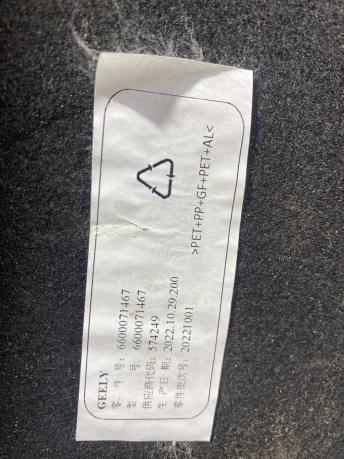 GEELY
零 件 号: 6600071467
型 号: 6600071467
供应商代码: 574249
生 产 日 期: 2022.10.29.200
零件批次号: 20221001
>PET+PP+GF+PET+AL<